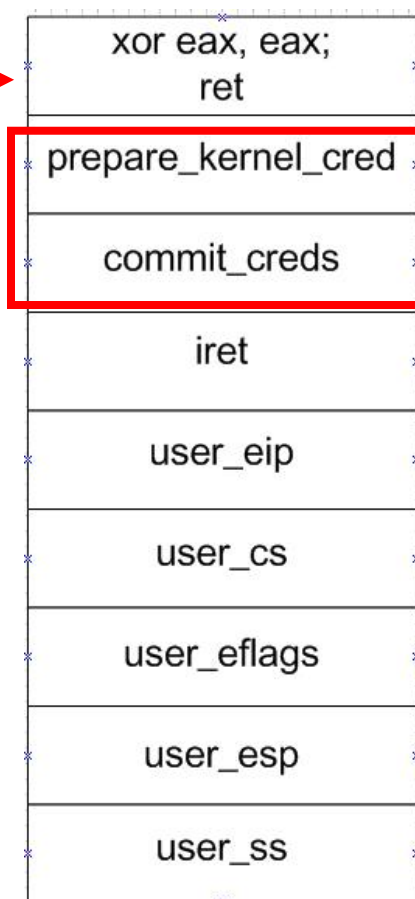 xor eax, eax;
ret
prepare_kernel_cred
commit_creds
iret
user_eip
user_cs
user_eflags
user_esp
user_ss